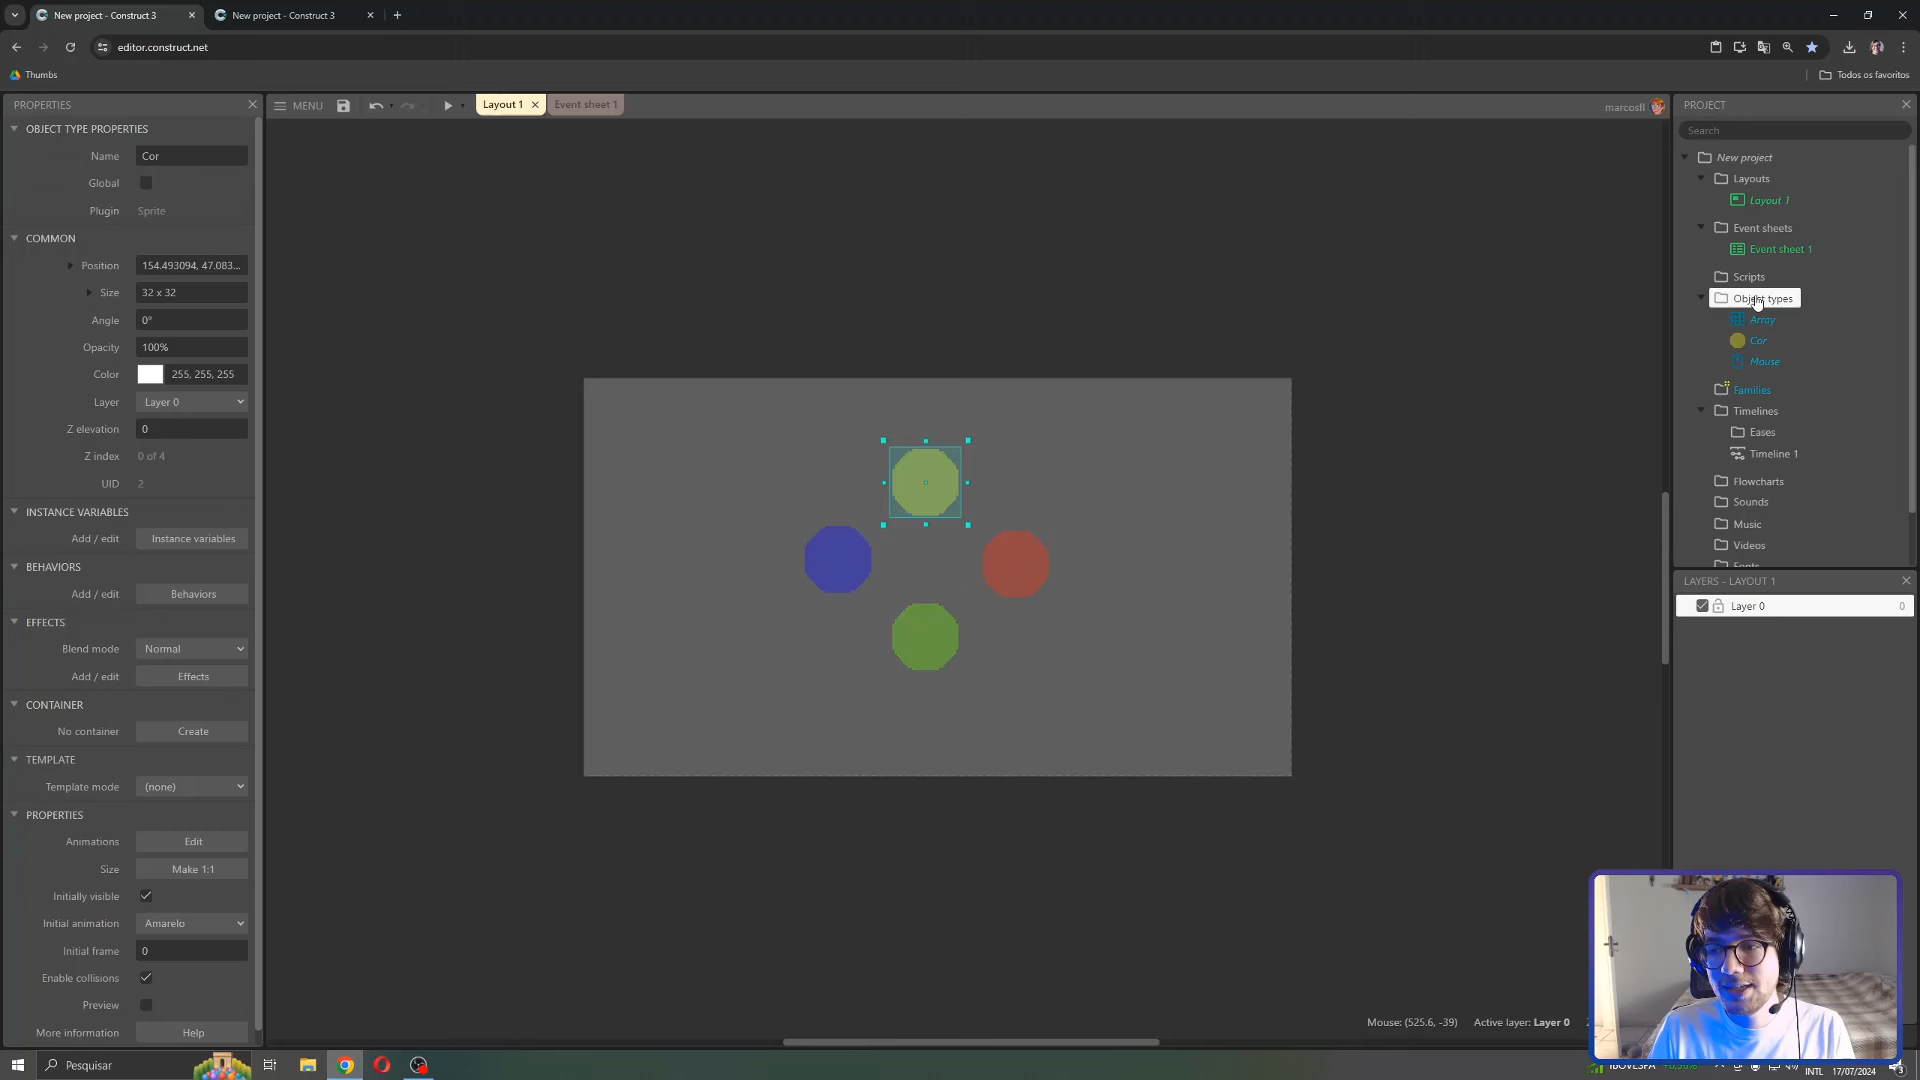 New project - Construct 3
New project - Construct 3
editor.construct.net
Thumbs
Todos os favoritos
PROPERTIES
OBJECT TYPE PROPERTIES
Name Cor
Global
Plugin Sprite
COMMON
Position 154.493094, 47.083...
Size 32 x 32
Angle 0°
Opacity 100%
Color 255, 255, 255
Layer Layer 0
Z elevation 0
Z index 0 of 4
UID 2
INSTANCE VARIABLES
Add / edit Instance variables
BEHAVIORS
Add / edit Behaviors
EFFECTS
Blend mode Normal
Add / edit Effects
CONTAINER
No container Create
TEMPLATE
Template mode (none)
PROPERTIES
Animations Edit
Size Make 1:1
Initially visible
Initial animation Amarelo
Initial frame 0
Enable collisions
Preview
More information Help
MENU
Layout 1
Event sheet 1
marcosfl
Mouse: (525.6, -39) Active layer: Layer 0
PROJECT
Search
New project
Layouts
Layout 1
Event sheets
Event sheet 1
Scripts
Object types
Array
Cor
Mouse
Families
Timelines
Eases
Timeline 1
Flowcharts
Sounds
Music
Videos
Fonts
LAYERS - LAYOUT 1
Layer 0 0
Pesquisar
IBOVESPA
INTL 17/07/2024